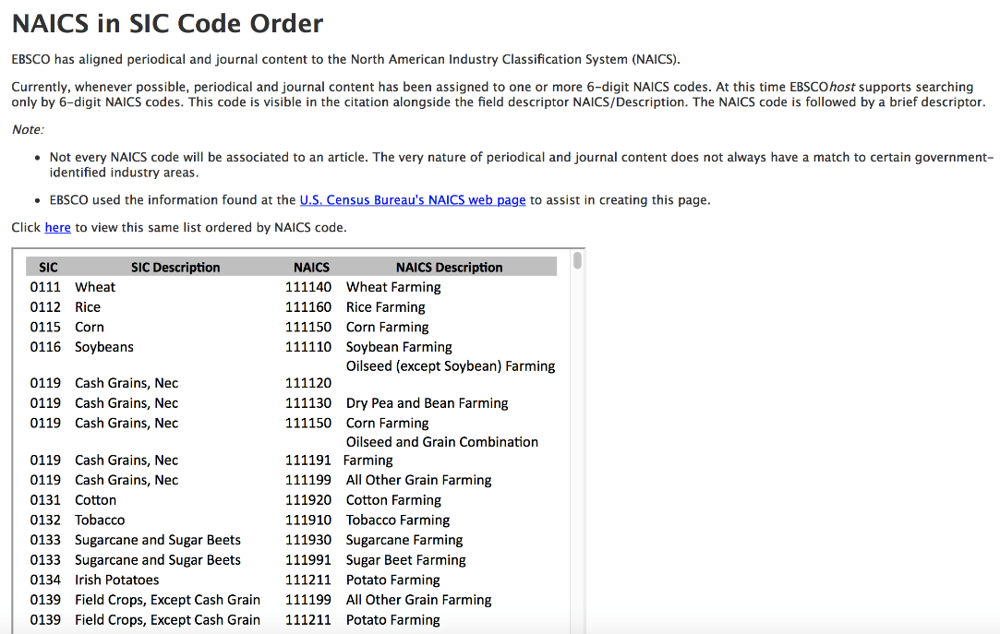 NAICS in SIC Code Order
EBSCO has aligned periodical and journal content to the North American Industry Classification System (NAICS).
Currently, whenever possible, periodical and journal content has been assigned to one or more 6-digit NAICS codes. At this time EBSCOhost supports searching
only by 6-digit NAICS codes. This code is visible in the citation alongside the field descriptor NAICS/Description. The NAICS code is followed by a brief descriptor.
Note:
• Not every NAICS code will be associated to an article. The very nature of periodical and journal content does not always have a match to certain government-
identified industry areas.
• EBSCO used the information found at the U.S. Census Bureau's NAICS web page to assist in creating this page.
Click here to view this same list ordered by NAICS code.
SIC SIC Description NAICS NAICS Description
0111 Wheat 111140 Wheat Farming
0112 Rice 111160 Rice Farming
0115 Corn 111150 Corn Farming
0116 Soybeans 111110 Soybean Farming
Oilseed (except Soybean) Farming
0119 Cash Grains, Nec 111120
0119 Cash Grains, Nec 111130 Dry Pea and Bean Farming
0119 Cash Grains, Nec 111150 Corn Farming
Oilseed and Grain Combination
0119 Cash Grains, Nec 111191 Farming
0119 Cash Grains, Nec 111199 All Other Grain Farming
0131 Cotton 111920 Cotton Farming
0132 Tobacco 111910 Tobacco Farming
0133 Sugarcane and Sugar Beets 111930 Sugarcane Farming
0133 Sugarcane and Sugar Beets 111991 Sugar Beet Farming
0134 Irish Potatoes 111211 Potato Farming
0139 Field Crops, Except Cash Grain 111199 All Other Grain Farming
0139 Field Crops, Except Cash Grain 111211 Potato Farming